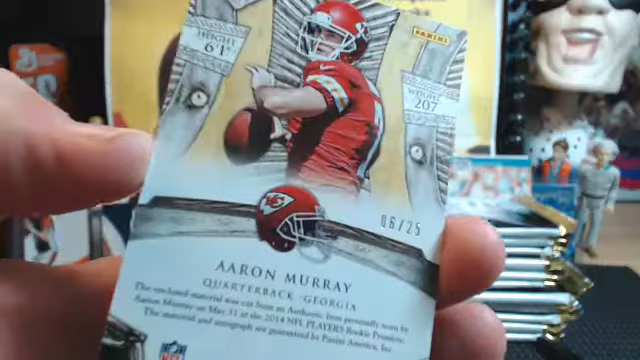 PANINI
HEIGHT
6'1"
WEIGHT
207
KC
06/25
AARON MURRAY
QUARTERBACK GEORGIA
The enclosed material was cut from an Authentic Item personally worn by
Aaron Murray on May 31 at the 2014 NFL PLAYERS Rookie Premiere.
The material and autograph are guaranteed by Panini America, Inc.
NFL